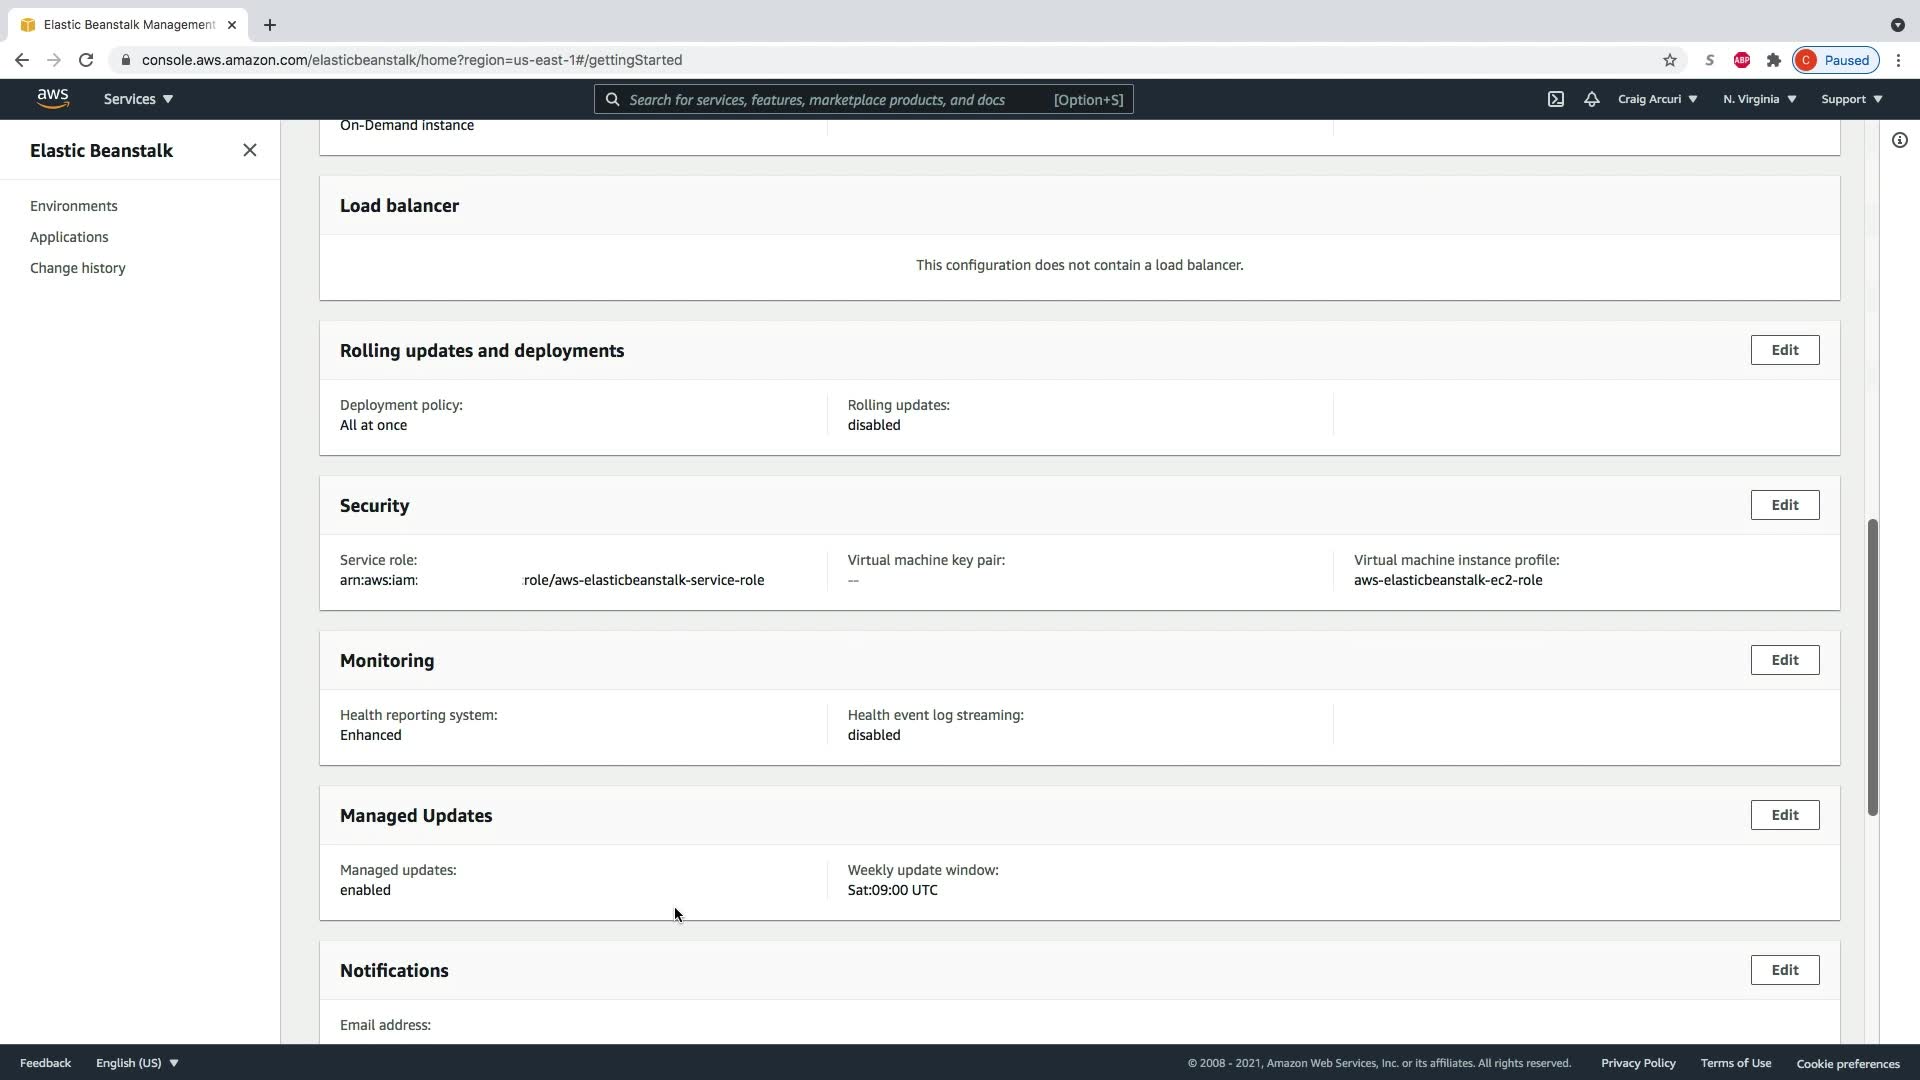 Elastic Beanstalk Management
console.aws.amazon.com/elasticbeanstalk/home?region=us-east-1#/gettingStarted
S
ABP
C
Paused
aws
Services
Search for services, features, marketplace products, and docs
[Option+S]
Craig Arcuri
N. Virginia
Support
Elastic Beanstalk
Environments
Applications
Change history
On-Demand instance
Load balancer
This configuration does not contain a load balancer.
Rolling updates and deployments
Edit
Deployment policy:
All at once
Rolling updates:
disabled
Security
Edit
Service role:
arn:aws:iam: :role/aws-elasticbeanstalk-service-role
Virtual machine key pair:
--
Virtual machine instance profile:
aws-elasticbeanstalk-ec2-role
Monitoring
Edit
Health reporting system:
Enhanced
Health event log streaming:
disabled
Managed Updates
Edit
Managed updates:
enabled
Weekly update window:
Sat:09:00 UTC
Notifications
Edit
Email address:
Feedback
English (US)
© 2008 - 2021, Amazon Web Services, Inc. or its affiliates. All rights reserved.
Privacy Policy
Terms of Use
Cookie preferences